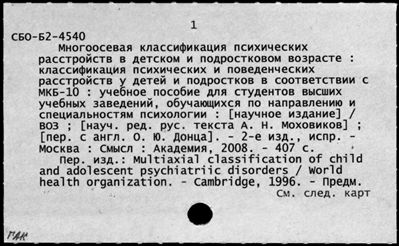 1
СБО-Б2-4540
Многоосевая классификация психических
расстройств в детском и подростковом возрасте :
классификация психических и поведенческих
расстройств у детей и подростков в соответствии с
МКБ-10 : учебное пособие для студентов высших
учебных заведений, обучающихся по направлению и
специальностям психологии : [научное издание] /
ВОЗ ; [науч. ред. рус. текста А. Н. Моховиков] ;
[пер. с англ. О. Ю. Донца]. - 2-е изд., испр. -
Москва : Смысл : Академия, 2008. - 407 с.
Пер. изд.: Multiaxial classification of child
and adolescent psychiatriic disorders / World
health organization. - Cambridge, 1996. - Предм.
См. след. карт
ПАК